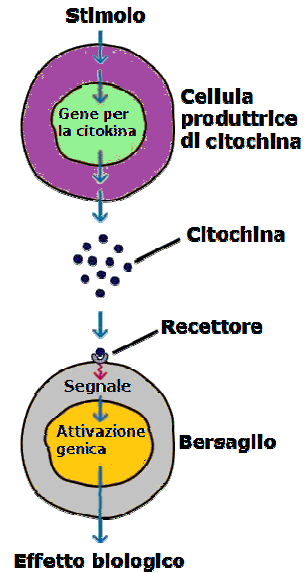 Stimolo
Gene per
la citokina
Cellula
produttrice
di citochina
Citochina
Recettore
Segnale
Attivazione
genica
Bersaglio
Effetto biologico